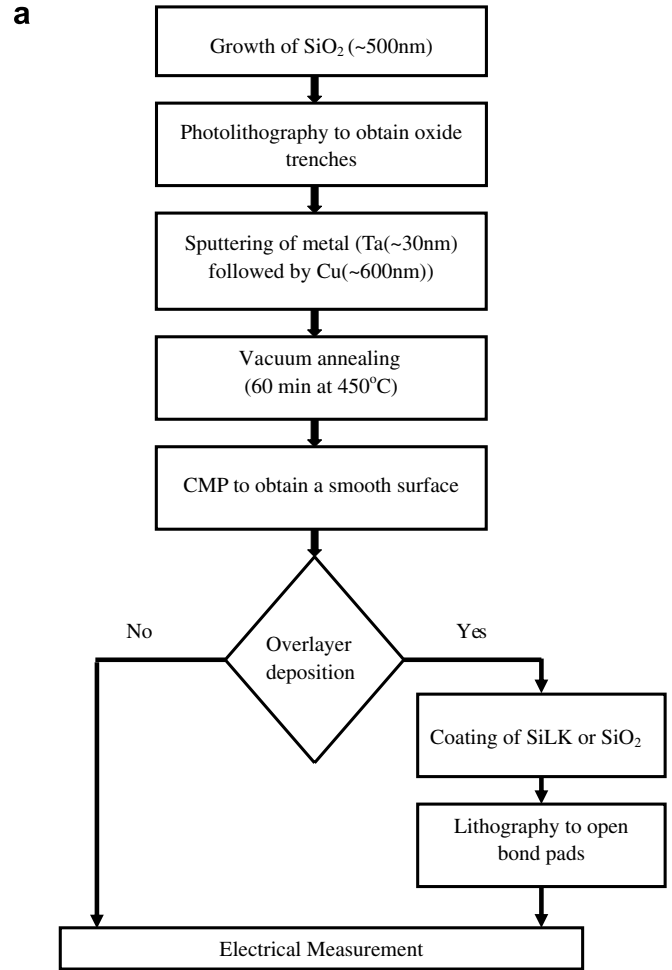 a
Growth of SiO₂ (~500nm)
Photolithography to obtain oxide
trenches
Sputtering of metal (Ta(~30nm)
followed by Cu(~600nm))
Vacuum annealing
(60 min at 450°C)
CMP to obtain a smooth surface
No
Overlayer
deposition
Yes
Coating of SiLK or SiO₂
Lithography to open
bond pads
Electrical Measurement